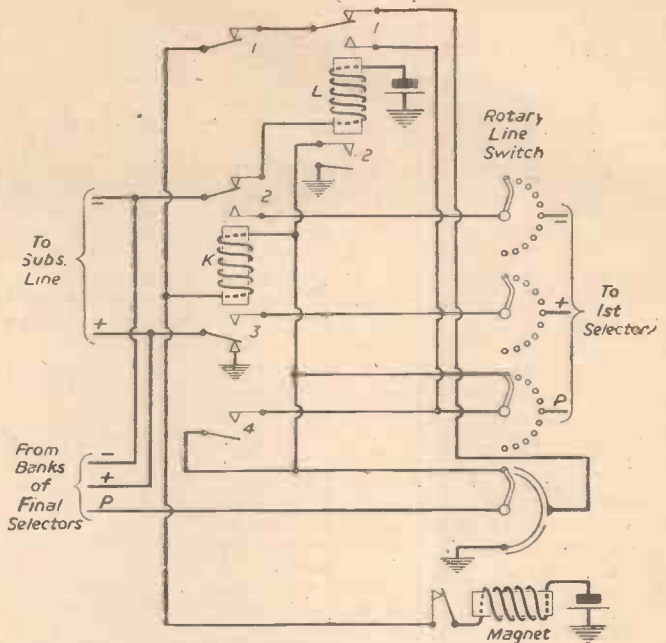 1
1
L
2
Rotary
Line
Switch
−
2
−
To
Subs.
Line
K
+
3
+
To
1st
Selectors
P
4
From
Banks
of
Final
Selectors
−
+
P
Magnet